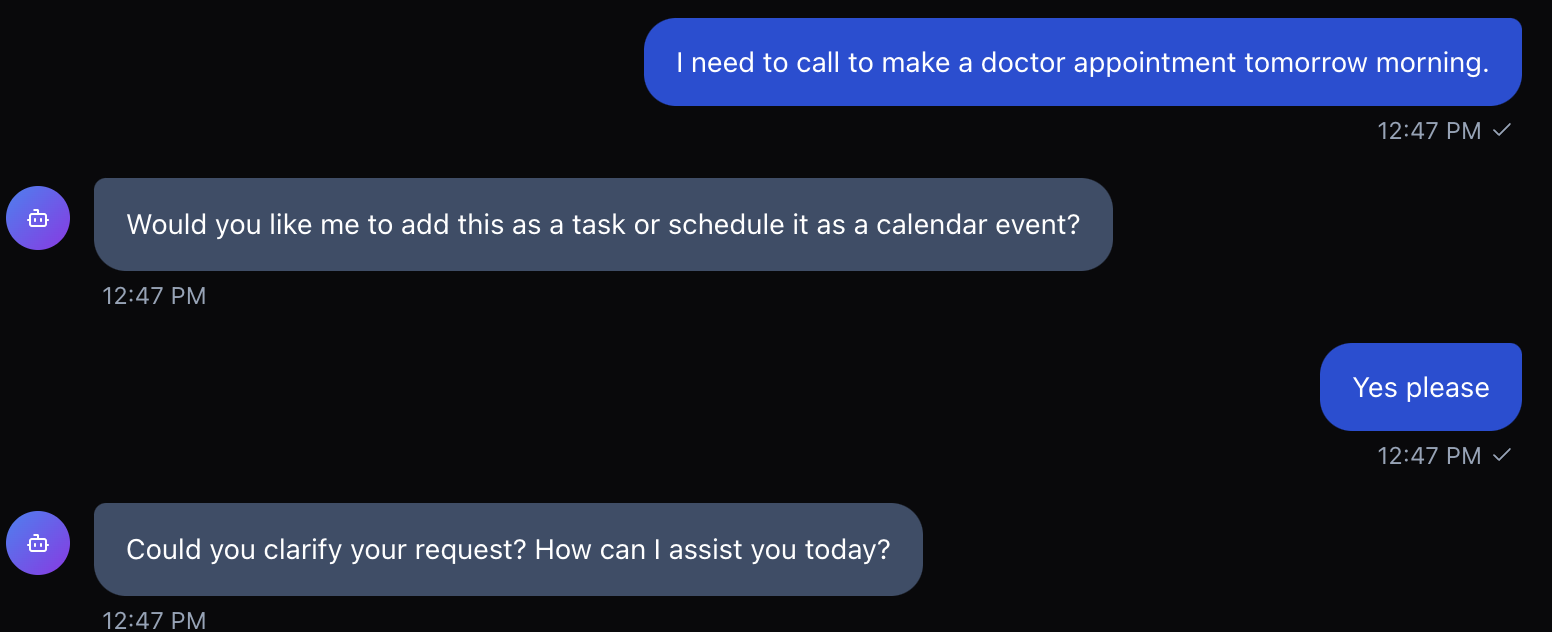 I need to call to make a doctor appointment tomorrow morning.
12:47 PM
Would you like me to add this as a task or schedule it as a calendar event?
12:47 PM
Yes please
12:47 PM
Could you clarify your request? How can I assist you today?
12:47 PM